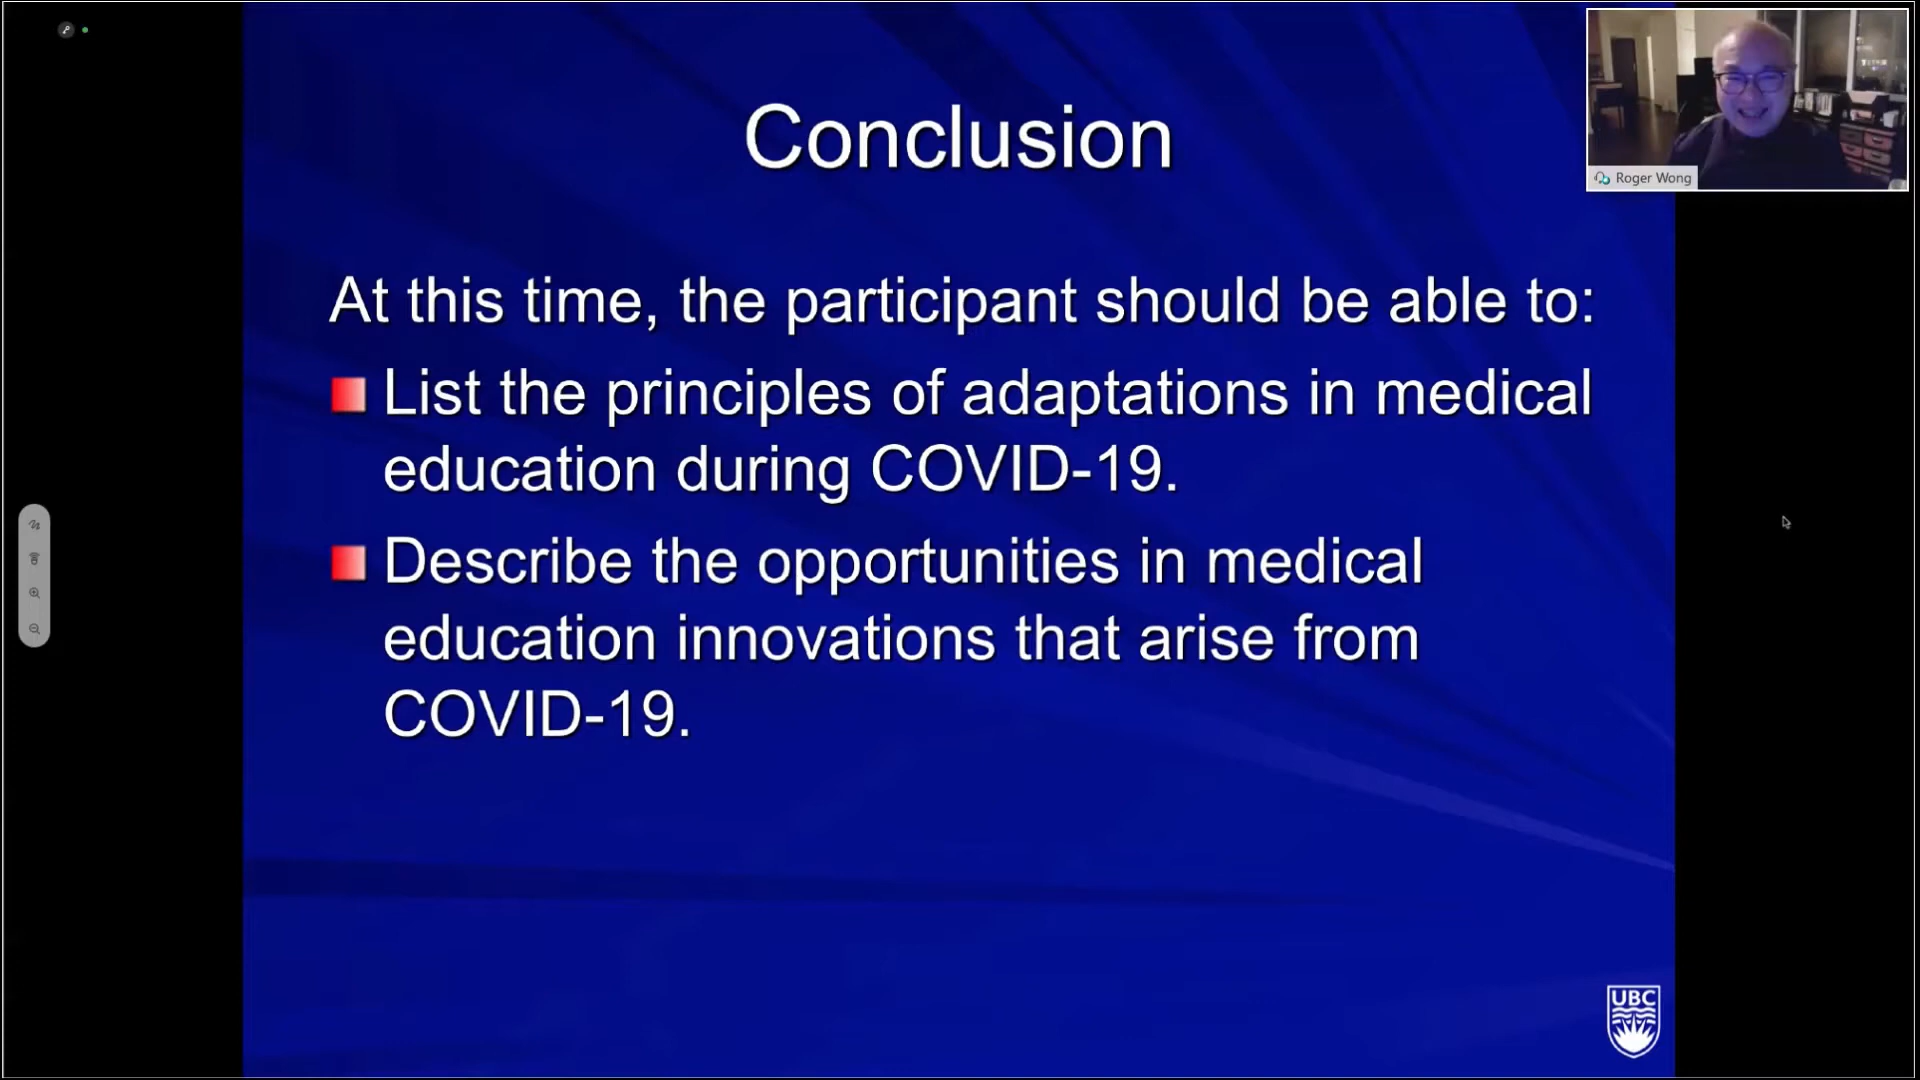 Conclusion
Roger Wong
At this time, the participant should be able to:
List the principles of adaptations in medical
education during COVID-19.
Describe the opportunities in medical
education innovations that arise from
COVID-19.
UBC